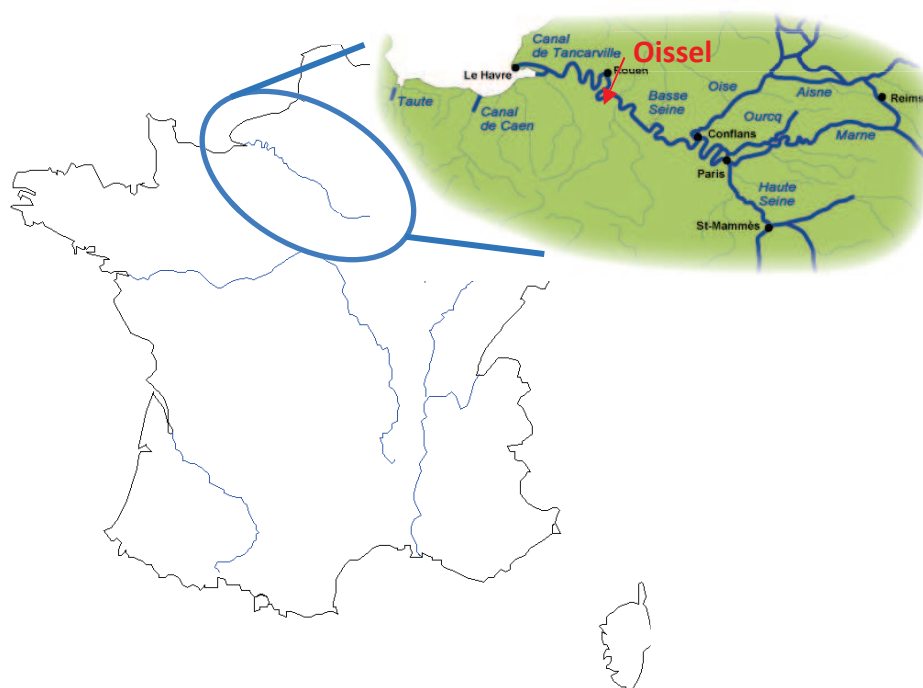 Canal
de Tancarville
Oissel
Le Havre
Rouen
Oise
Aisne
Reims
Taute
Canal
de Caen
Basse
Seine
Ourcq
Conflans
Marne
Paris
Haute
Seine
St-Mammès